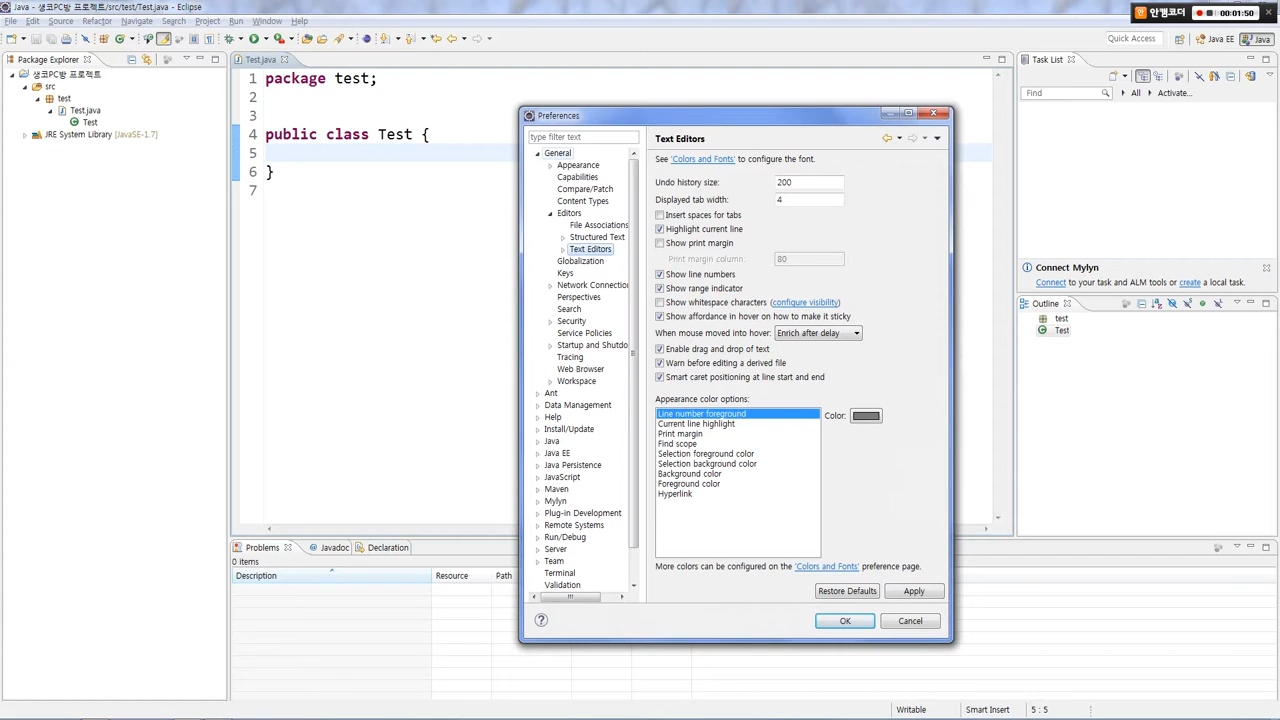 Java - 생코PC방 프로젝트/src/test/Test.java - Eclipse
안캠코더
00:01:50
File Edit Source Refactor Navigate Search Project Run Window Help
Quick Access
Java EE
Java
Package Explorer
생코PC방 프로젝트
src
test
Test.java
Test
JRE System Library [JavaSE-1.7]
Test.java
1 package test;
2
3
4 public class Test {
5
6 }
7
Preferences
type filter text
General
Appearance
Capabilities
Compare/Patch
Content Types
Editors
File Associations
Structured Text
Text Editors
Globalization
Keys
Network Connection
Perspectives
Search
Security
Service Policies
Startup and Shutdo
Tracing
Web Browser
Workspace
Ant
Data Management
Help
Install/Update
Java
Java EE
Java Persistence
JavaScript
Maven
Mylyn
Plug-in Development
Remote Systems
Run/Debug
Server
Team
Terminal
Validation
Text Editors
See 'Colors and Fonts' to configure the font.
Undo history size: 200
Displayed tab width: 4
Insert spaces for tabs
Highlight current line
Show print margin
Print margin column: 80
Show line numbers
Show range indicator
Show whitespace characters (configure visibility)
Show affordance in hover on how to make it sticky
When mouse moved into hover: Enrich after delay
Enable drag and drop of text
Warn before editing a derived file
Smart caret positioning at line start and end
Appearance color options:
Line number foreground
Current line highlight
Print margin
Find scope
Selection foreground color
Selection background color
Background color
Foreground color
Hyperlink
Color:
More colors can be configured on the 'Colors and Fonts' preference page.
Restore Defaults Apply
OK Cancel
Task List
Find All Activate...
Connect Mylyn
Connect to your task and ALM tools or create a local task.
Outline
test
Test
Problems Javadoc Declaration
0 items
Description Resource Path
Writable Smart Insert 5 : 5